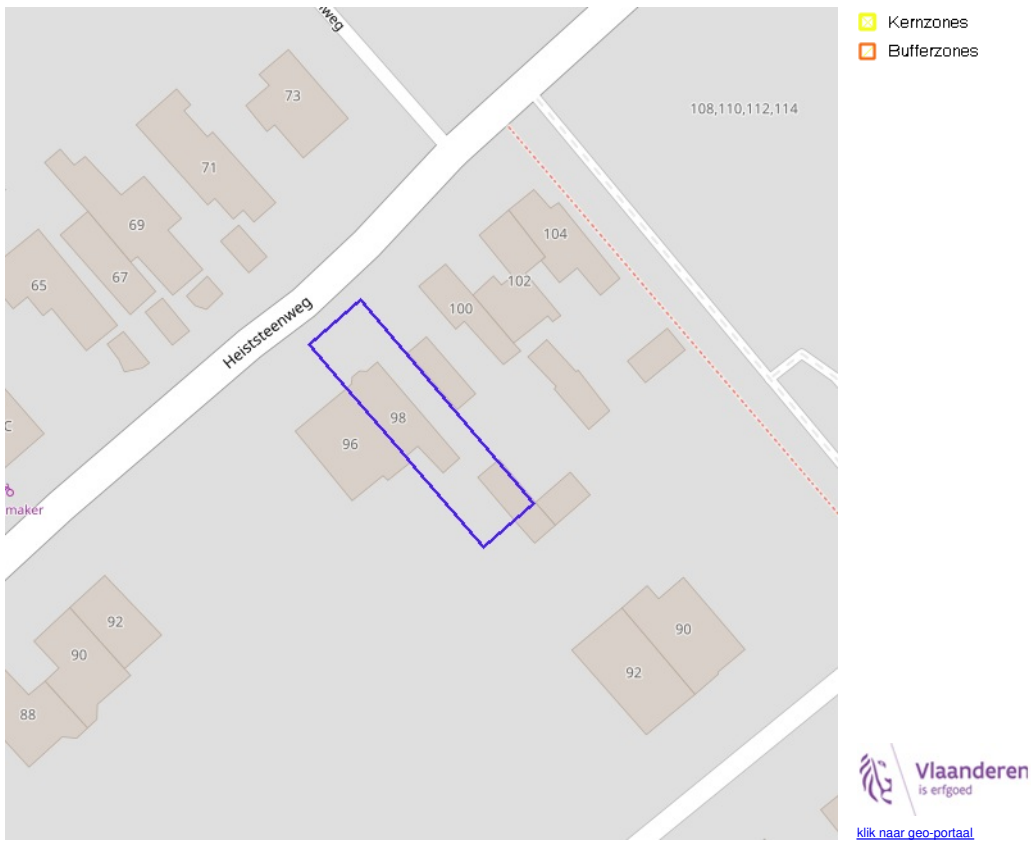 Kernzones
Bufferzones
weg
73
108,110,112,114
71
69
104
67
65
102
100
Heiststeenweg
98
96
C
maker
92
90
90
92
88
Vlaanderen
is erfgoed
klik naar geo-portaal